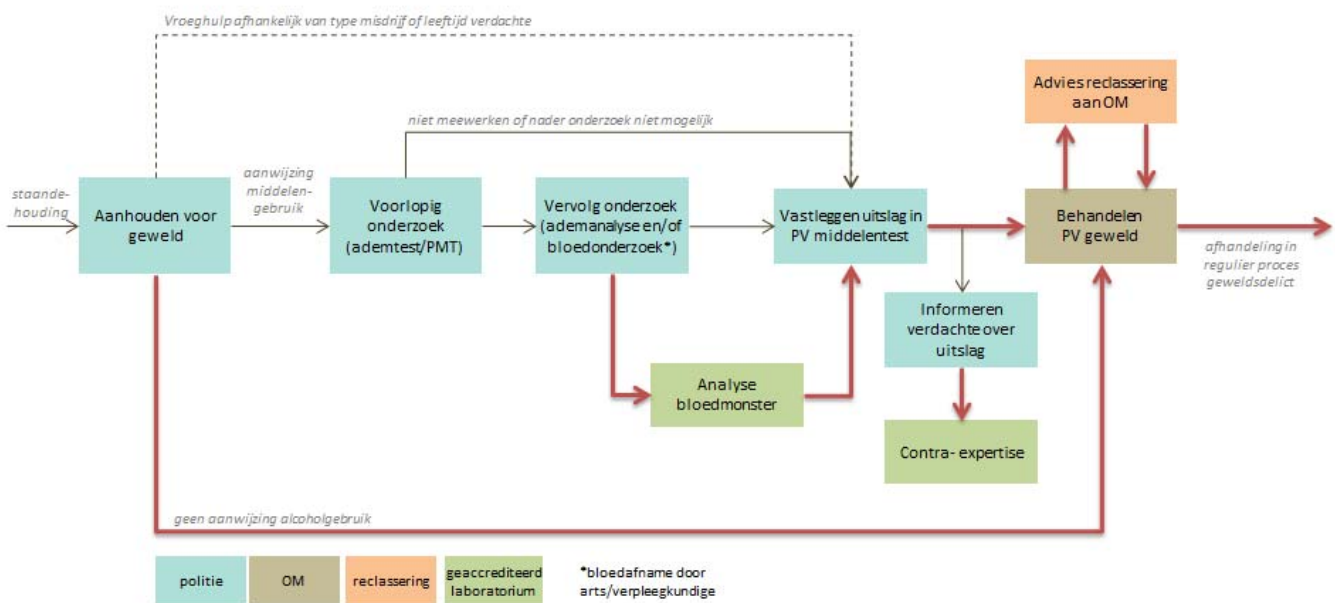 Vroeghulp afhankelijk van type misdrijf of leeftijd verdachte
Advies reclassering
aan OM
niet meewerken of nader onderzoek niet mogelijk
staande-
houding
Aanhouden voor
geweld
aanwijzing
middelen-
gebruik
Voorlopig
onderzoek
(ademtest/PMT)
Vervolg onderzoek
(ademanalyse en/of
bloedonderzoek*)
Vastleggen uitslag in
PV middelentest
Behandelen
PV geweld
afhandeling in
regulier proces
geweldsdelict
Informeren
verdachte over
uitslag
Analyse
bloedmonster
Contra- expertise
geen aanwijzing alcoholgebruik
politie
OM
reclassering
geaccrediteerd
laboratorium
*bloedafname door
arts/verpleegkundige